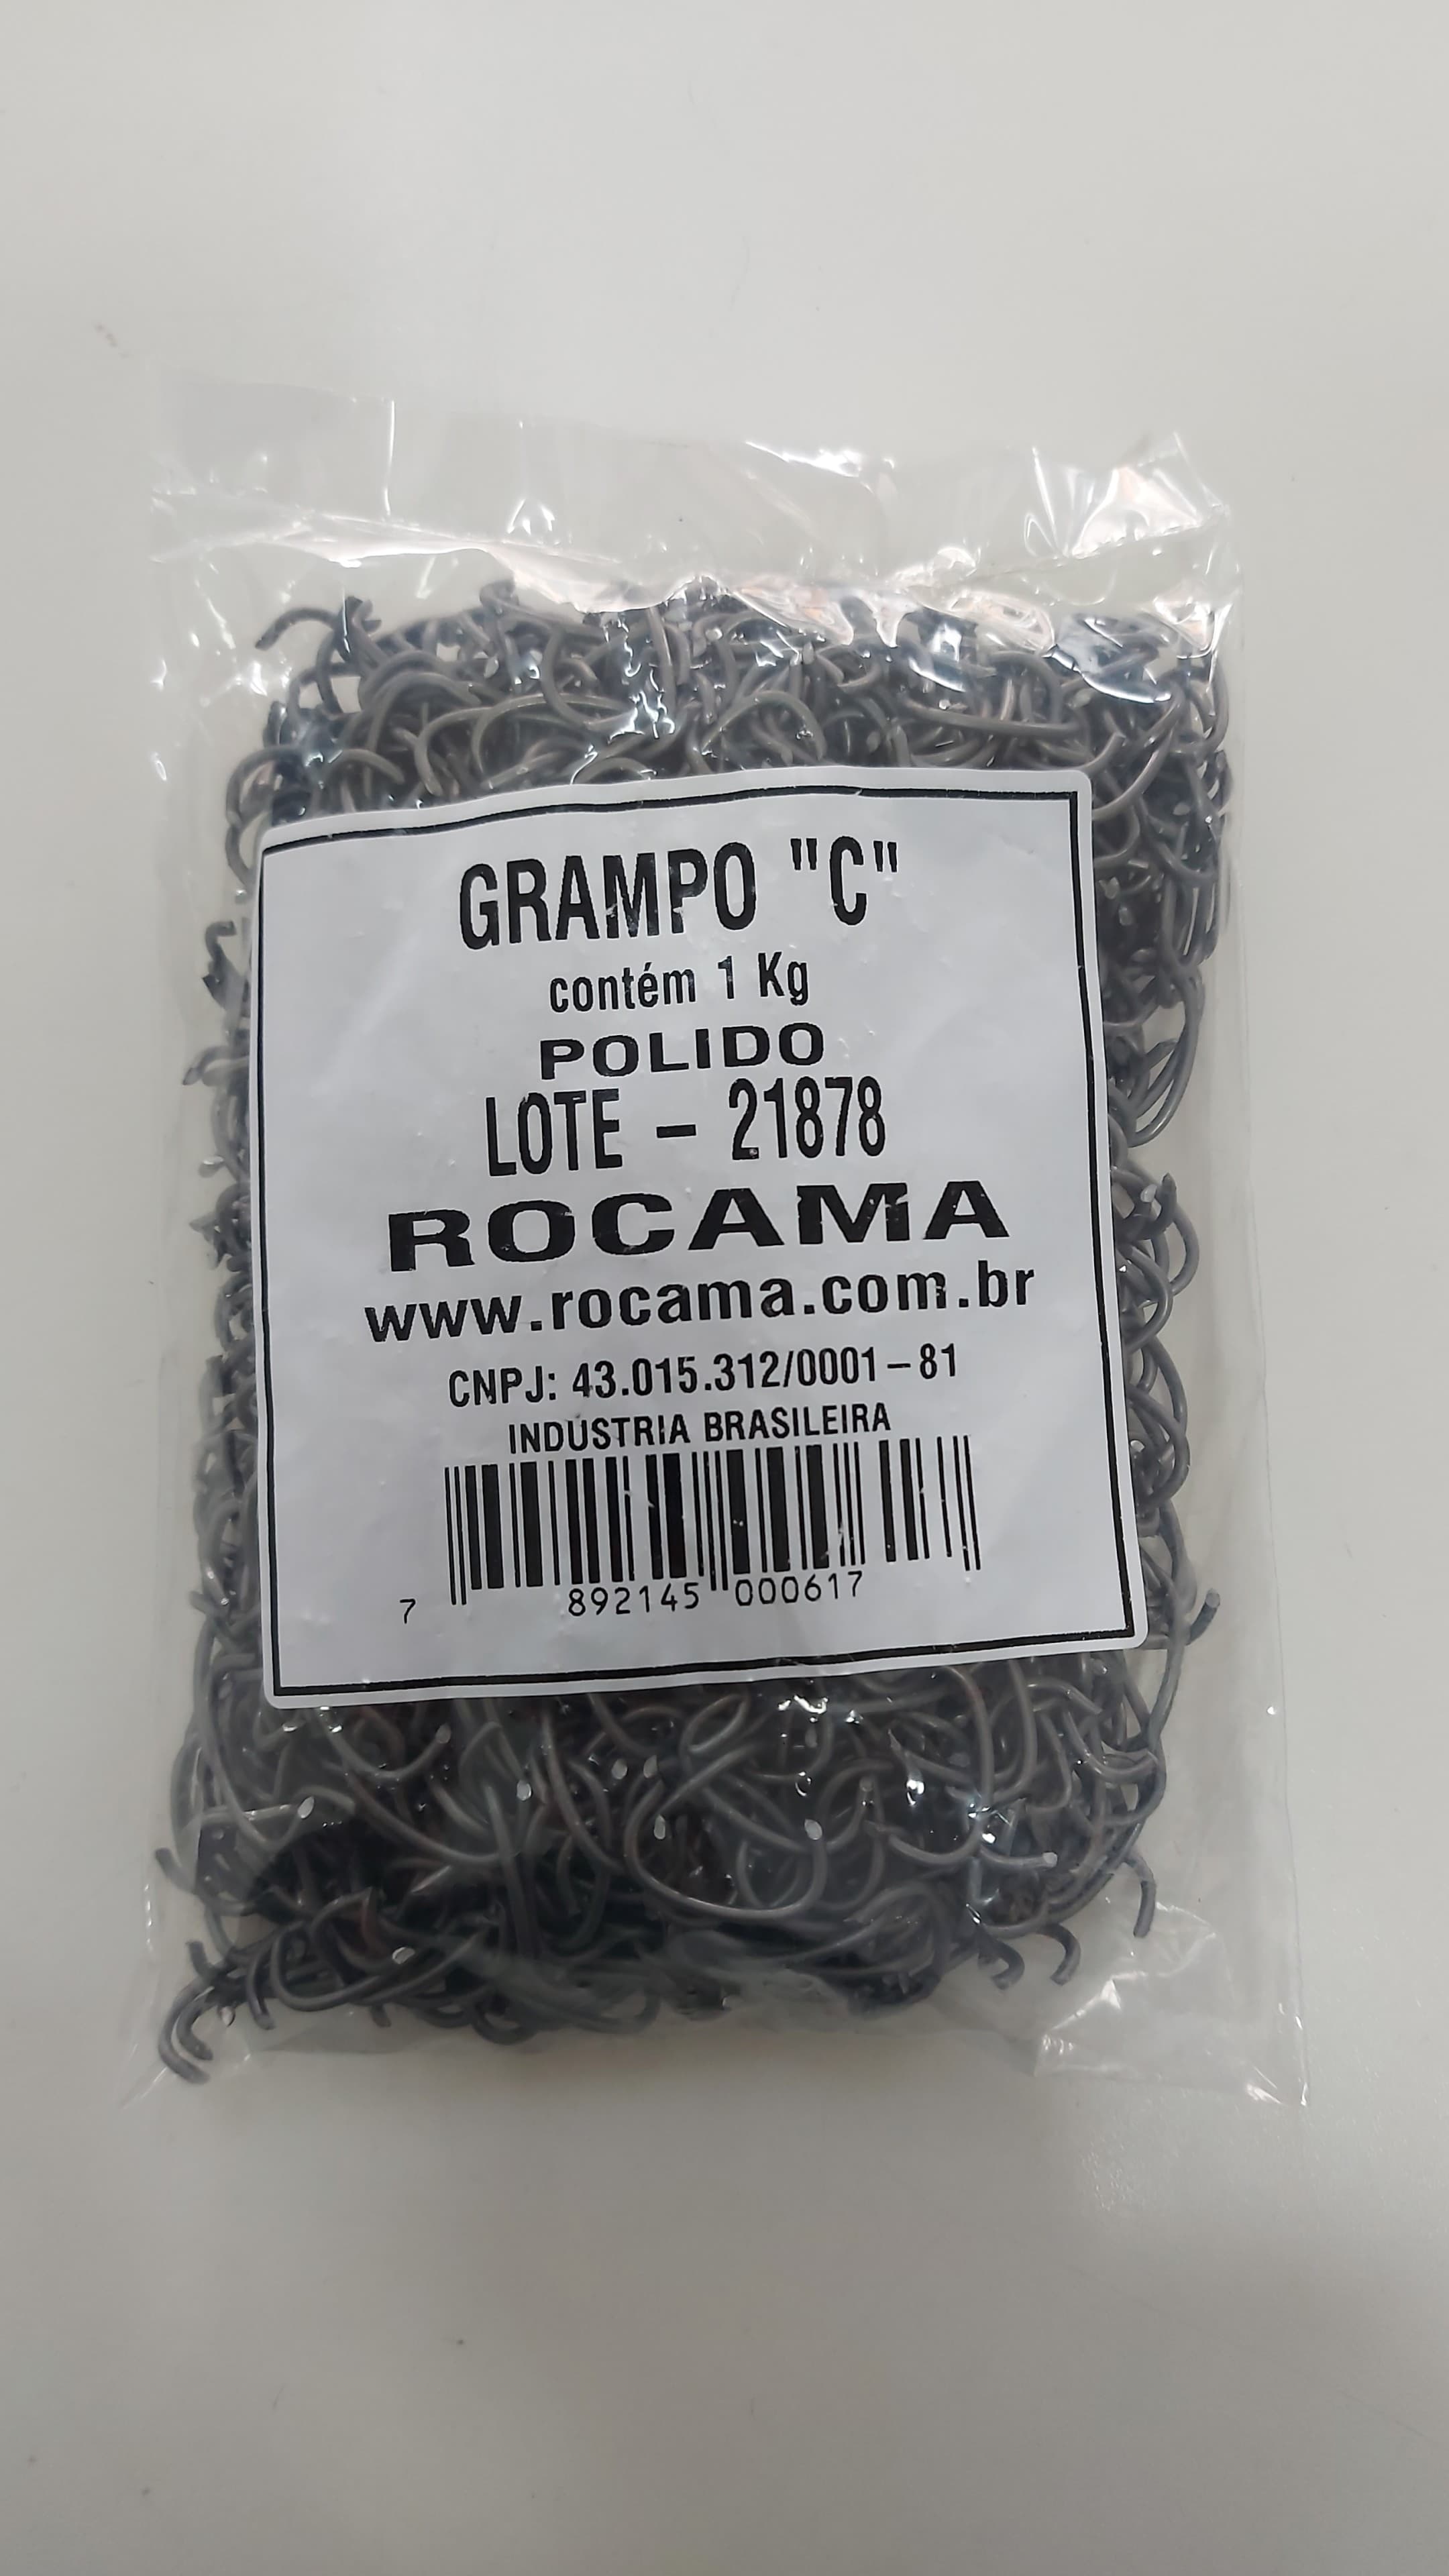 GRAMPO "C"
contém 1 Kg
POLIDO
LOTE - 21878
ROCAMA
www.rocama.com.br
CNPJ: 43.015.312/0001-81
INDÚSTRIA BRASILEIRA
7 892145 000617